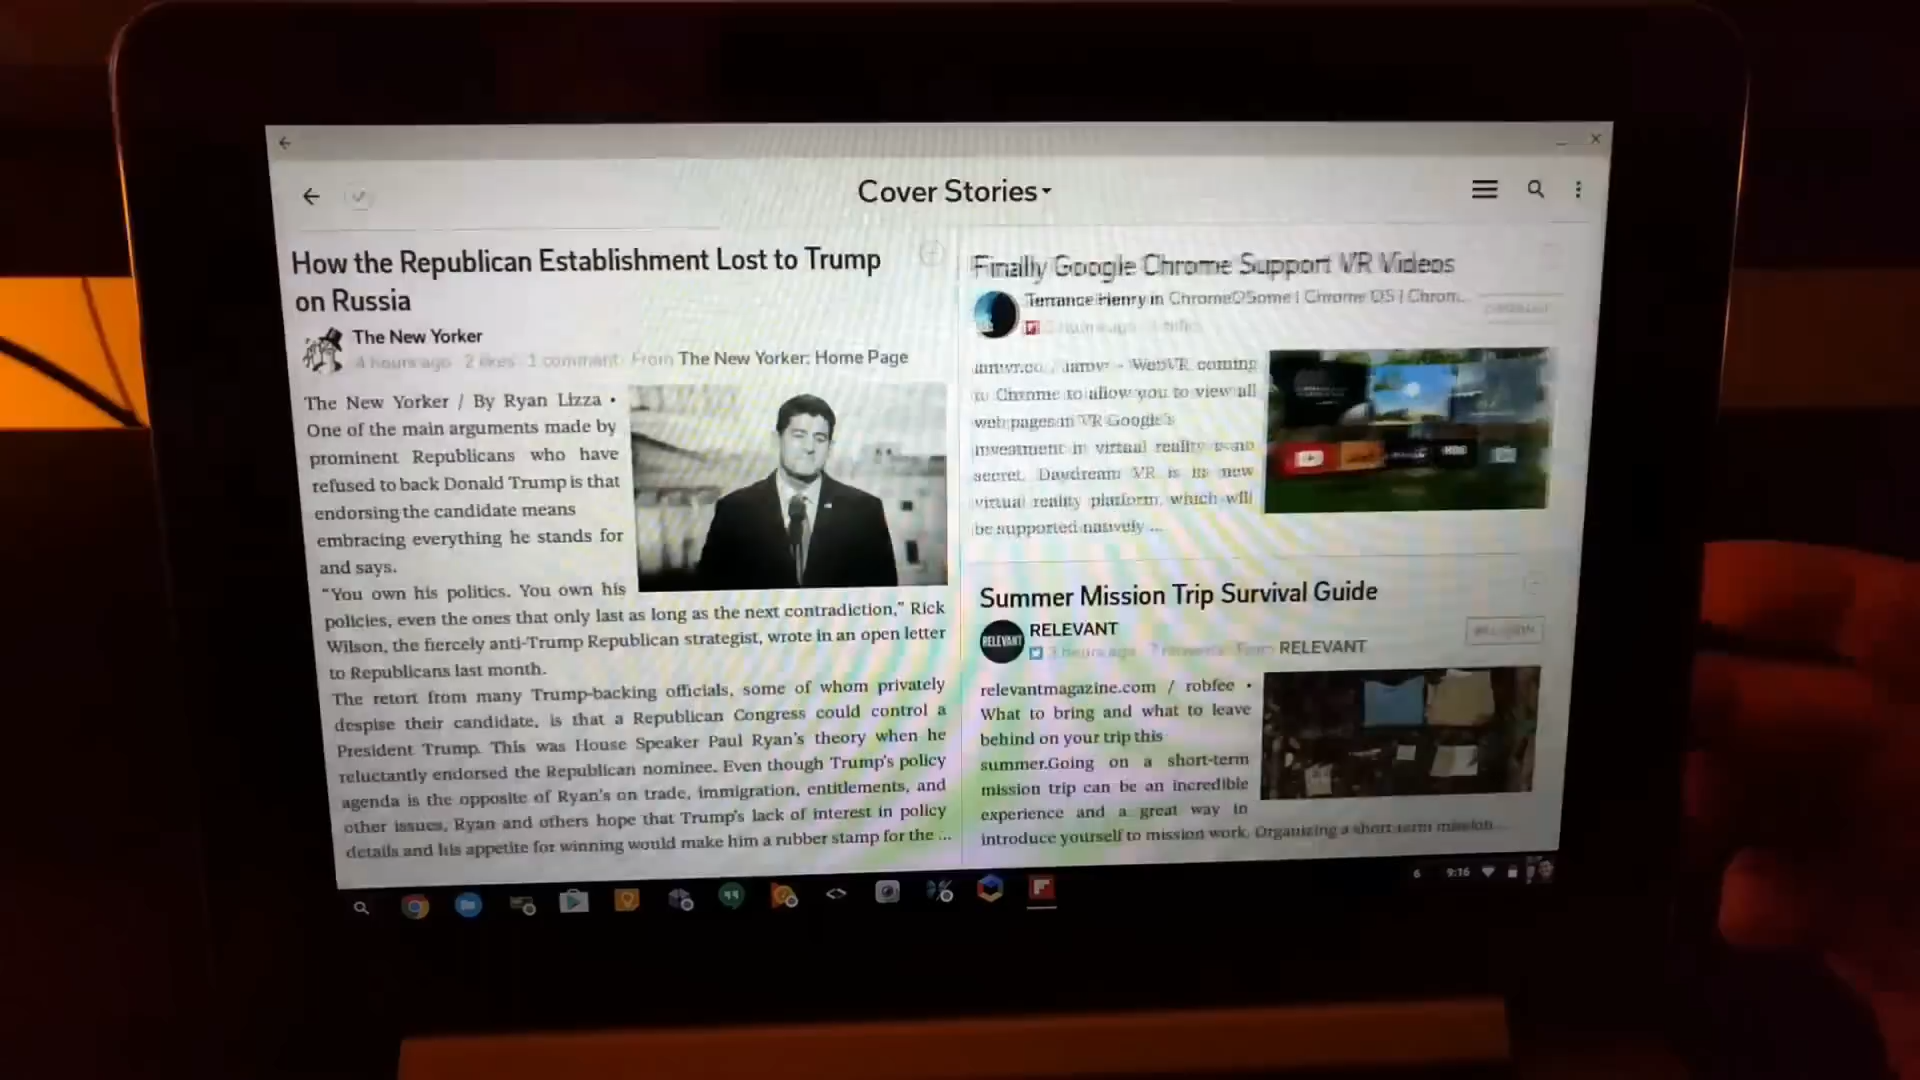 Cover Stories
How the Republican Establishment Lost to Trump
on Russia
The New Yorker
4 hours ago 2 likes 1 comment From The New Yorker: Home Page
The New Yorker / By Ryan Lizza •
One of the main arguments made by
prominent Republicans who have
refused to back Donald Trump is that
endorsing the candidate means
embracing everything he stands for
and says.
“You own his politics. You own his
policies, even the ones that only last as long as the next contradiction,” Rick
Wilson, the fiercely anti-Trump Republican strategist, wrote in an open letter
to Republicans last month.
The retort from many Trump-backing officials, some of whom privately
despise their candidate, is that a Republican Congress could control a
President Trump. This was House Speaker Paul Ryan’s theory when he
reluctantly endorsed the Republican nominee. Even though Trump’s policy
agenda is the opposite of Ryan’s on trade, immigration, entitlements, and
other issues, Ryan and others hope that Trump’s lack of interest in policy
details and his appetite for winning would make him a rubber stamp for the ...
Finally Google Chrome Support VR Videos
Terrance Henry in ChromeOSome | Chrome OS | Chrom...
WebVR coming
to Chrome to allow you to view all
web pages in VR Google’s
investment in virtual reality is no
secret. Daydream VR is its new
virtual reality platform, which will
be supported natively ...
Summer Mission Trip Survival Guide
RELEVANT
RELEVANT
3 hours ago From RELEVANT
relevantmagazine.com / robfee •
What to bring and what to leave
behind on your trip this
summer.Going on a short-term
mission trip can be an incredible
experience and a great way to
introduce yourself to mission work. Organizing a short-term mission...
6 9:16